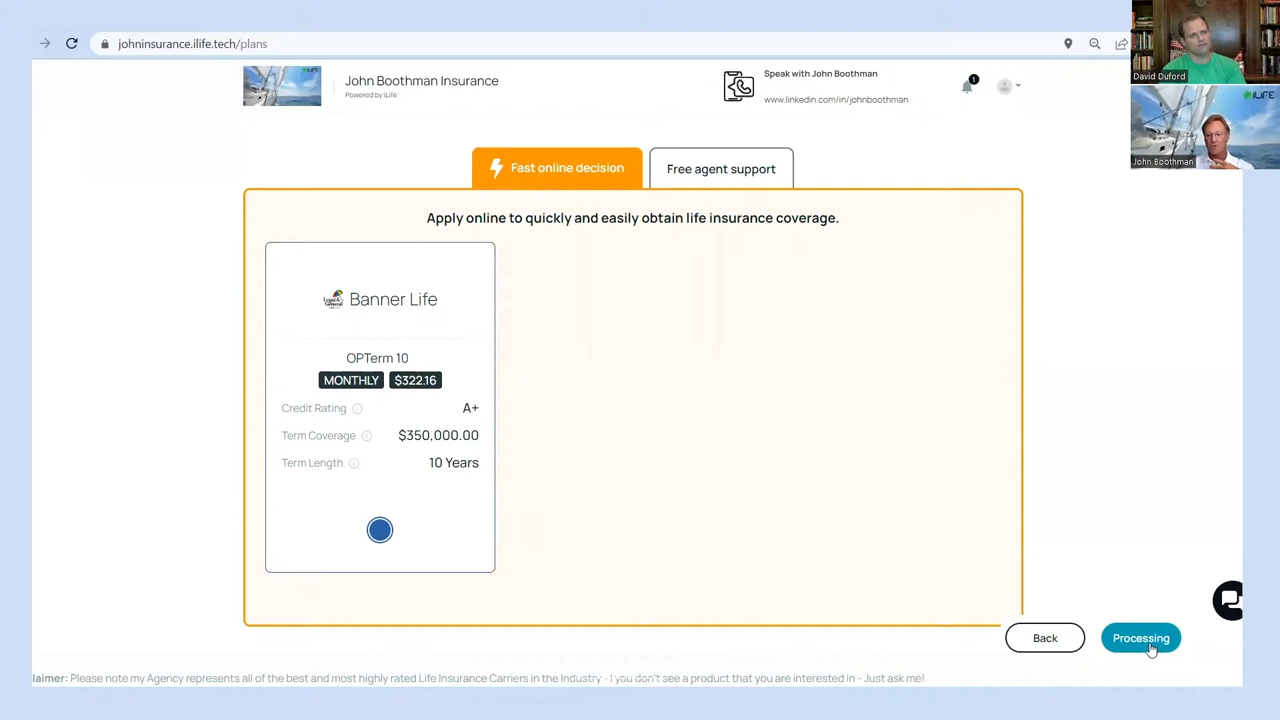 johninsurance.ilife.tech/plans
John Boothman Insurance
Powered by iLife
Speak with John Boothman
www.linkedin.com/in/johnboothman
1
David Duford
iLIFE
John Boothman
Fast online decision
Free agent support
Apply online to quickly and easily obtain life insurance coverage.
Legal & General
Banner Life
OPTerm 10
MONTHLY $322.16
Credit Rating A+
Term Coverage $350,000.00
Term Length 10 Years
Back
Processing
laimer: Please note my Agency represents all of the best and most highly rated Life Insurance Carriers in the Industry - I you don't see a product that you are interested in - Just ask me!